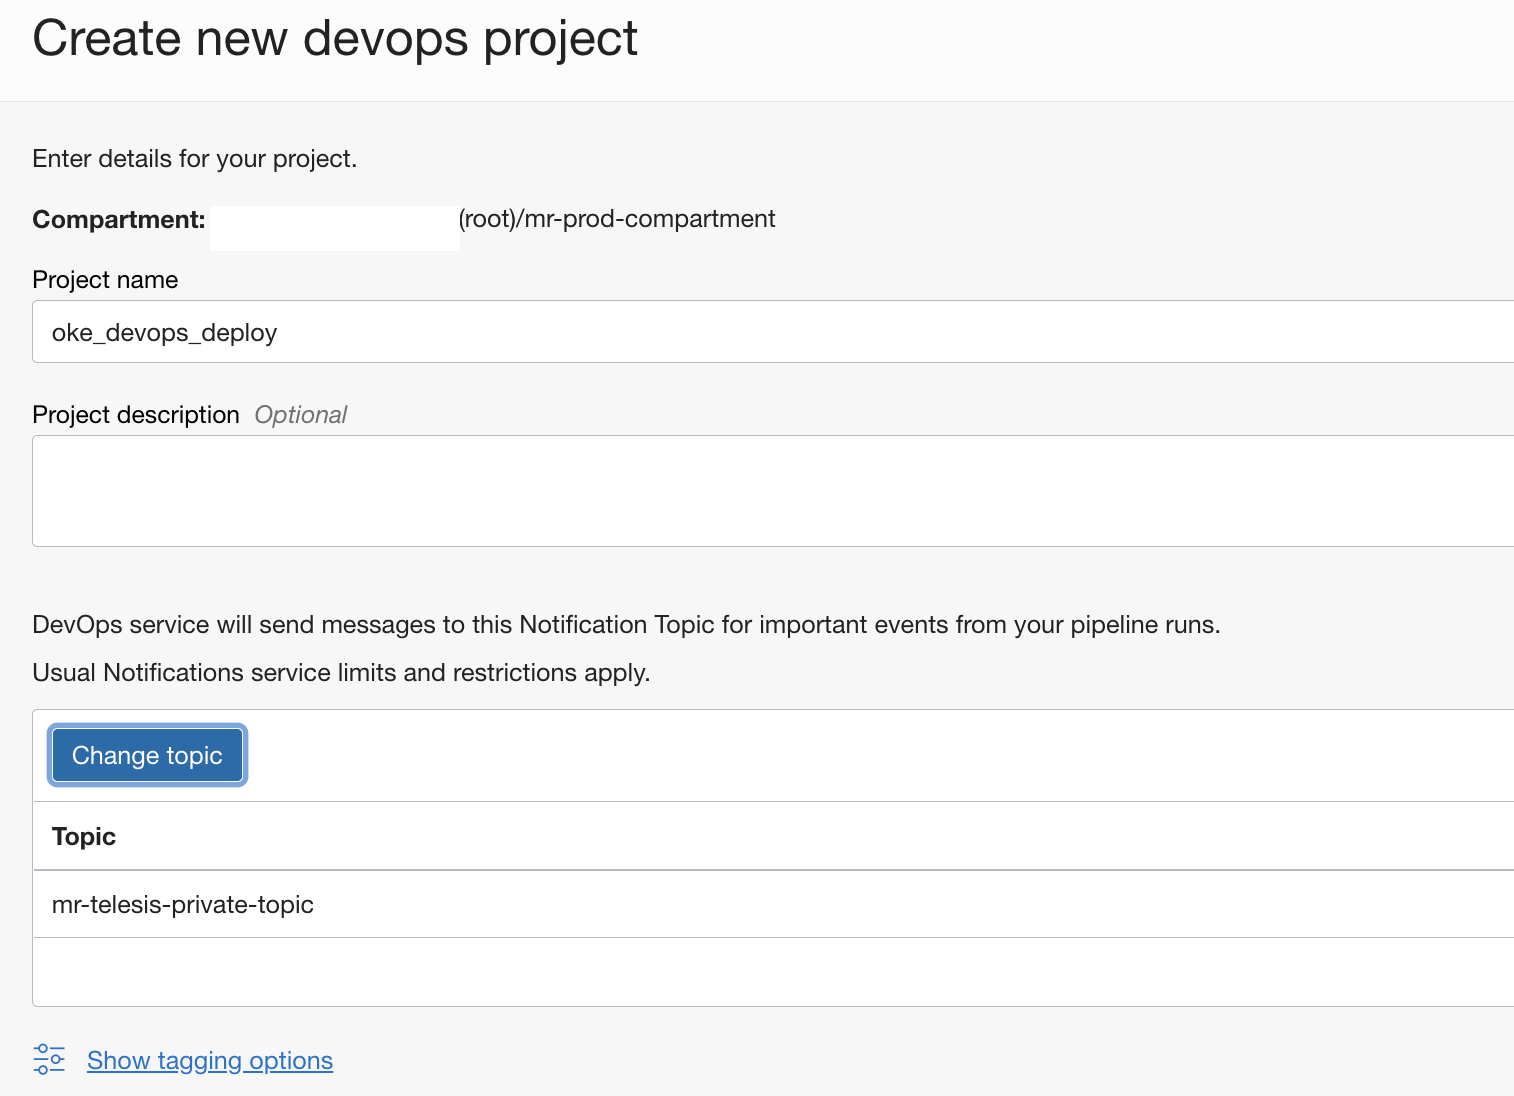 Create new devops project
Enter details for your project.
Compartment: (root)/mr-prod-compartment
Project name
oke_devops_deploy
Project description Optional
DevOps service will send messages to this Notification Topic for important events from your pipeline runs.
Usual Notifications service limits and restrictions apply.
Change topic
Topic
mr-telesis-private-topic
Show tagging options